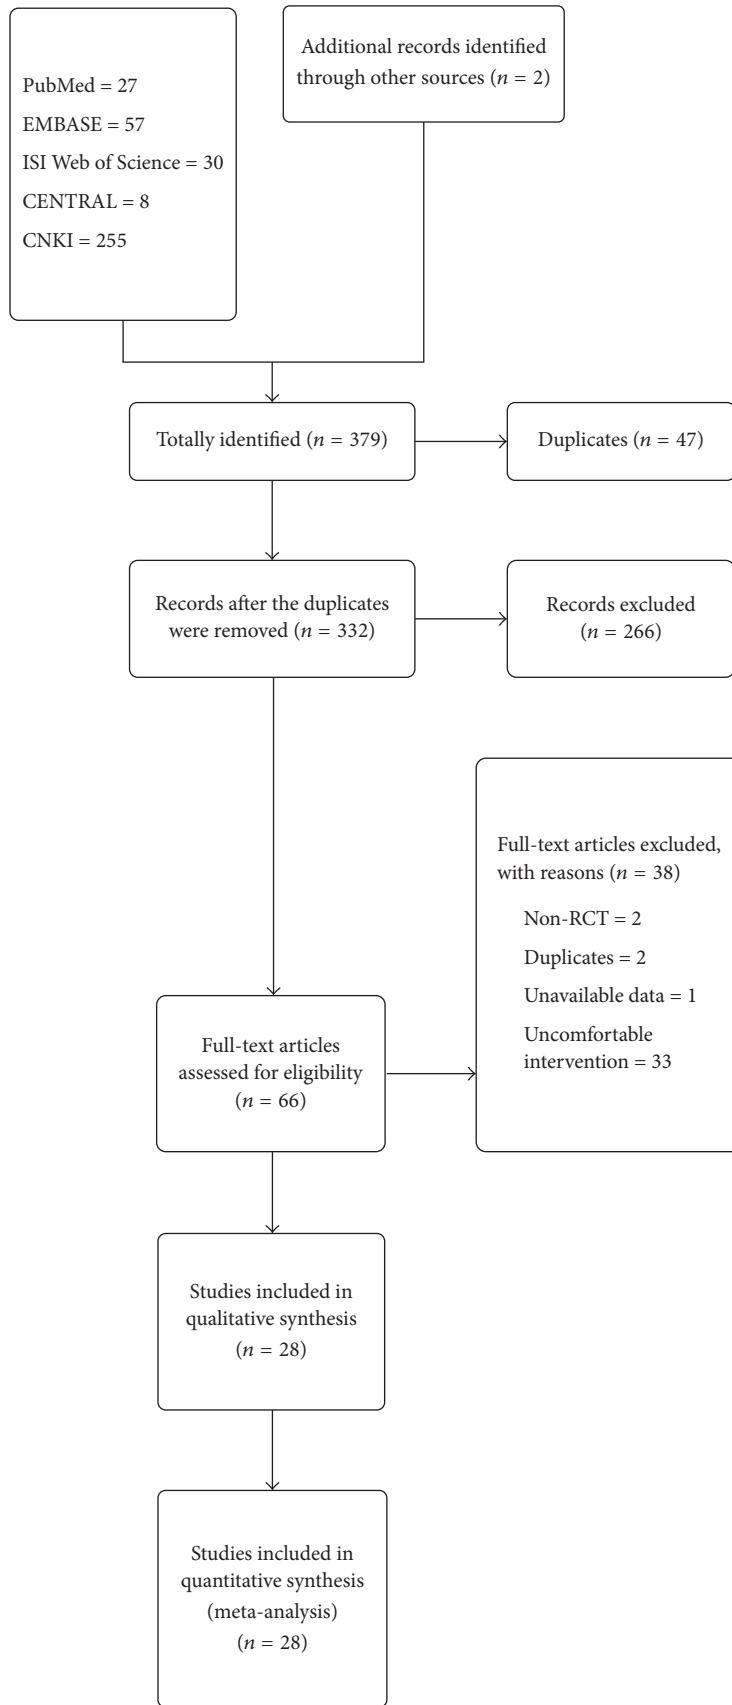 PubMed = 27
EMBASE = 57
ISI Web of Science = 30
CENTRAL = 8
CNKI = 255
Additional records identified
through other sources (n = 2)
Totally identified (n = 379)
Duplicates (n = 47)
Records after the duplicates
were removed (n = 332)
Records excluded
(n = 266)
Full-text articles excluded,
with reasons (n = 38)
Non-RCT = 2
Duplicates = 2
Unavailable data = 1
Uncomfortable
intervention = 33
Full-text articles
assessed for eligibility
(n = 66)
Studies included in
qualitative synthesis
(n = 28)
Studies included in
quantitative synthesis
(meta-analysis)
(n = 28)